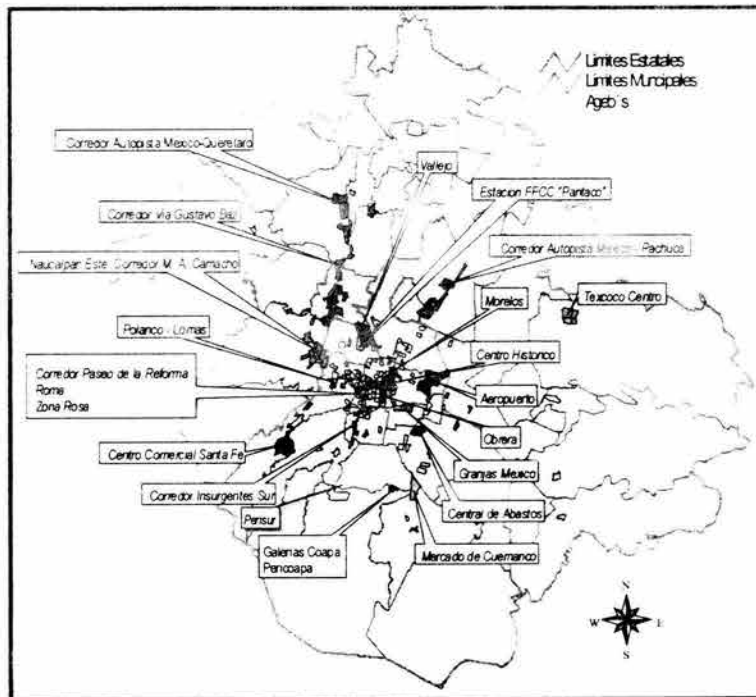 Limites Estatales
Limites Muncipales
Ageb's
Corredor Autopista Mexico-Queretaro
Vallejo
Estacion FFCC "Pantaco"
Corredor Via Gustavo Baz
Corredor Autopista Mexico - Pachuca
Naucalpan Este Corredor M. A. Camacho
Morelos
Texcoco Centro
Polanco - Lomas
Centro Historico
Corredor Paseo de la Reforma
Roma
Zona Rosa
Aeropuerto
Obrera
Centro Comercial Santa Fe
Granjas Mexico
Corredor Insurgentes Sur
Central de Abastos
Perisur
Galerias Coapa
Pericoapa
Mercado de Cuemanco
N
W
E
S